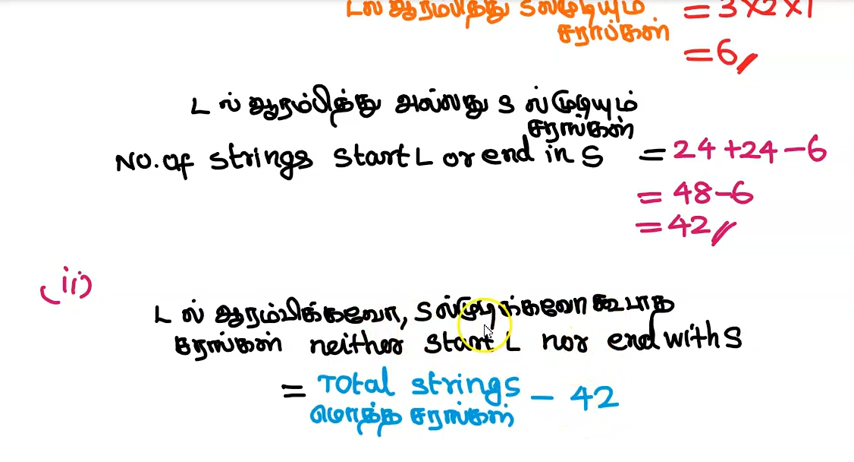 L ல் ஆரம்பித்து S ல் முடியும் = 3×2×1
சரங்கள்
= 6
L ல் ஆரம்பித்து அல்லது S ல் முடியும்
சரங்கள்
No. of strings start L or end in S = 24 + 24 - 6
= 48 - 6
= 42
(ii)
L ல் ஆரம்பிக்கவோ, S ல் முடிக்கவோ கூடாத
சரங்கள் neither start L nor end with S
= Total strings - 42
மொத்த சரங்கள்